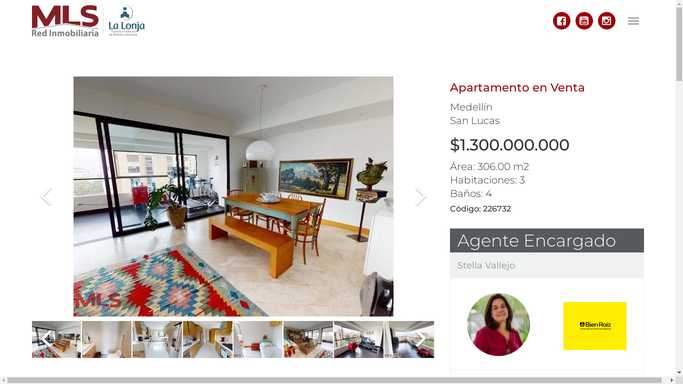 MLS
Red Inmobiliaria
La Lonja
Apartamento en Venta
Medellín
San Lucas
$1.300.000.000
Área: 306.00 m2
Habitaciones: 3
Baños: 4
Código: 226732
MLS
Agente Encargado
Stella Vallejo
Bien Raiz